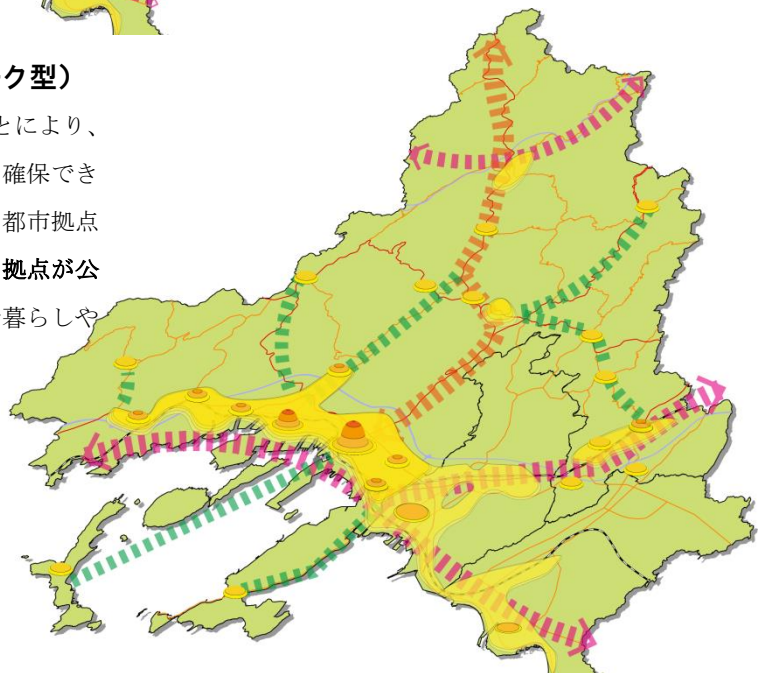 ク型）
とにより、
確保でき
都市拠点
拠点が公
暮らしや